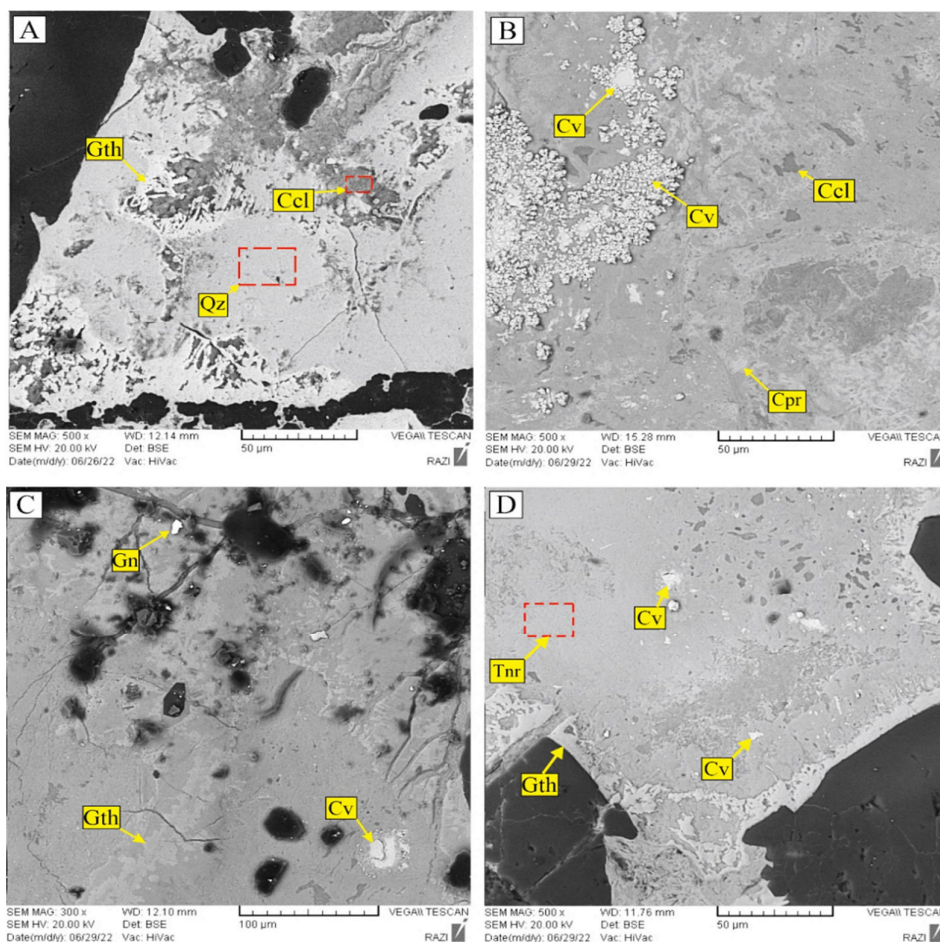 A
Gth
Ccl
Qz
SEM MAG: 500 x WD: 12.14 mm
SEM HV: 20.00 kV Det: BSE 50 µm VEGA\\ TESCAN
Date(m/d/y): 06/26/22 Vac: HiVac RAZI
B
Cv
Cv
Ccl
Cpr
SEM MAG: 500 x WD: 15.28 mm
SEM HV: 20.00 kV Det: BSE 50 µm VEGA\\ TESCAN
Date(m/d/y): 06/29/22 Vac: HiVac RAZI
C
Gn
Gth
Cv
SEM MAG: 300 x WD: 12.10 mm
SEM HV: 20.00 kV Det: BSE 100 µm VEGA\\ TESCAN
Date(m/d/y): 06/29/22 Vac: HiVac RAZI
D
Cv
Tnr
Cv
Gth
SEM MAG: 500 x WD: 11.76 mm
SEM HV: 20.00 kV Det: BSE 50 µm VEGA\\ TESCAN
Date(m/d/y): 06/29/22 Vac: HiVac RAZI